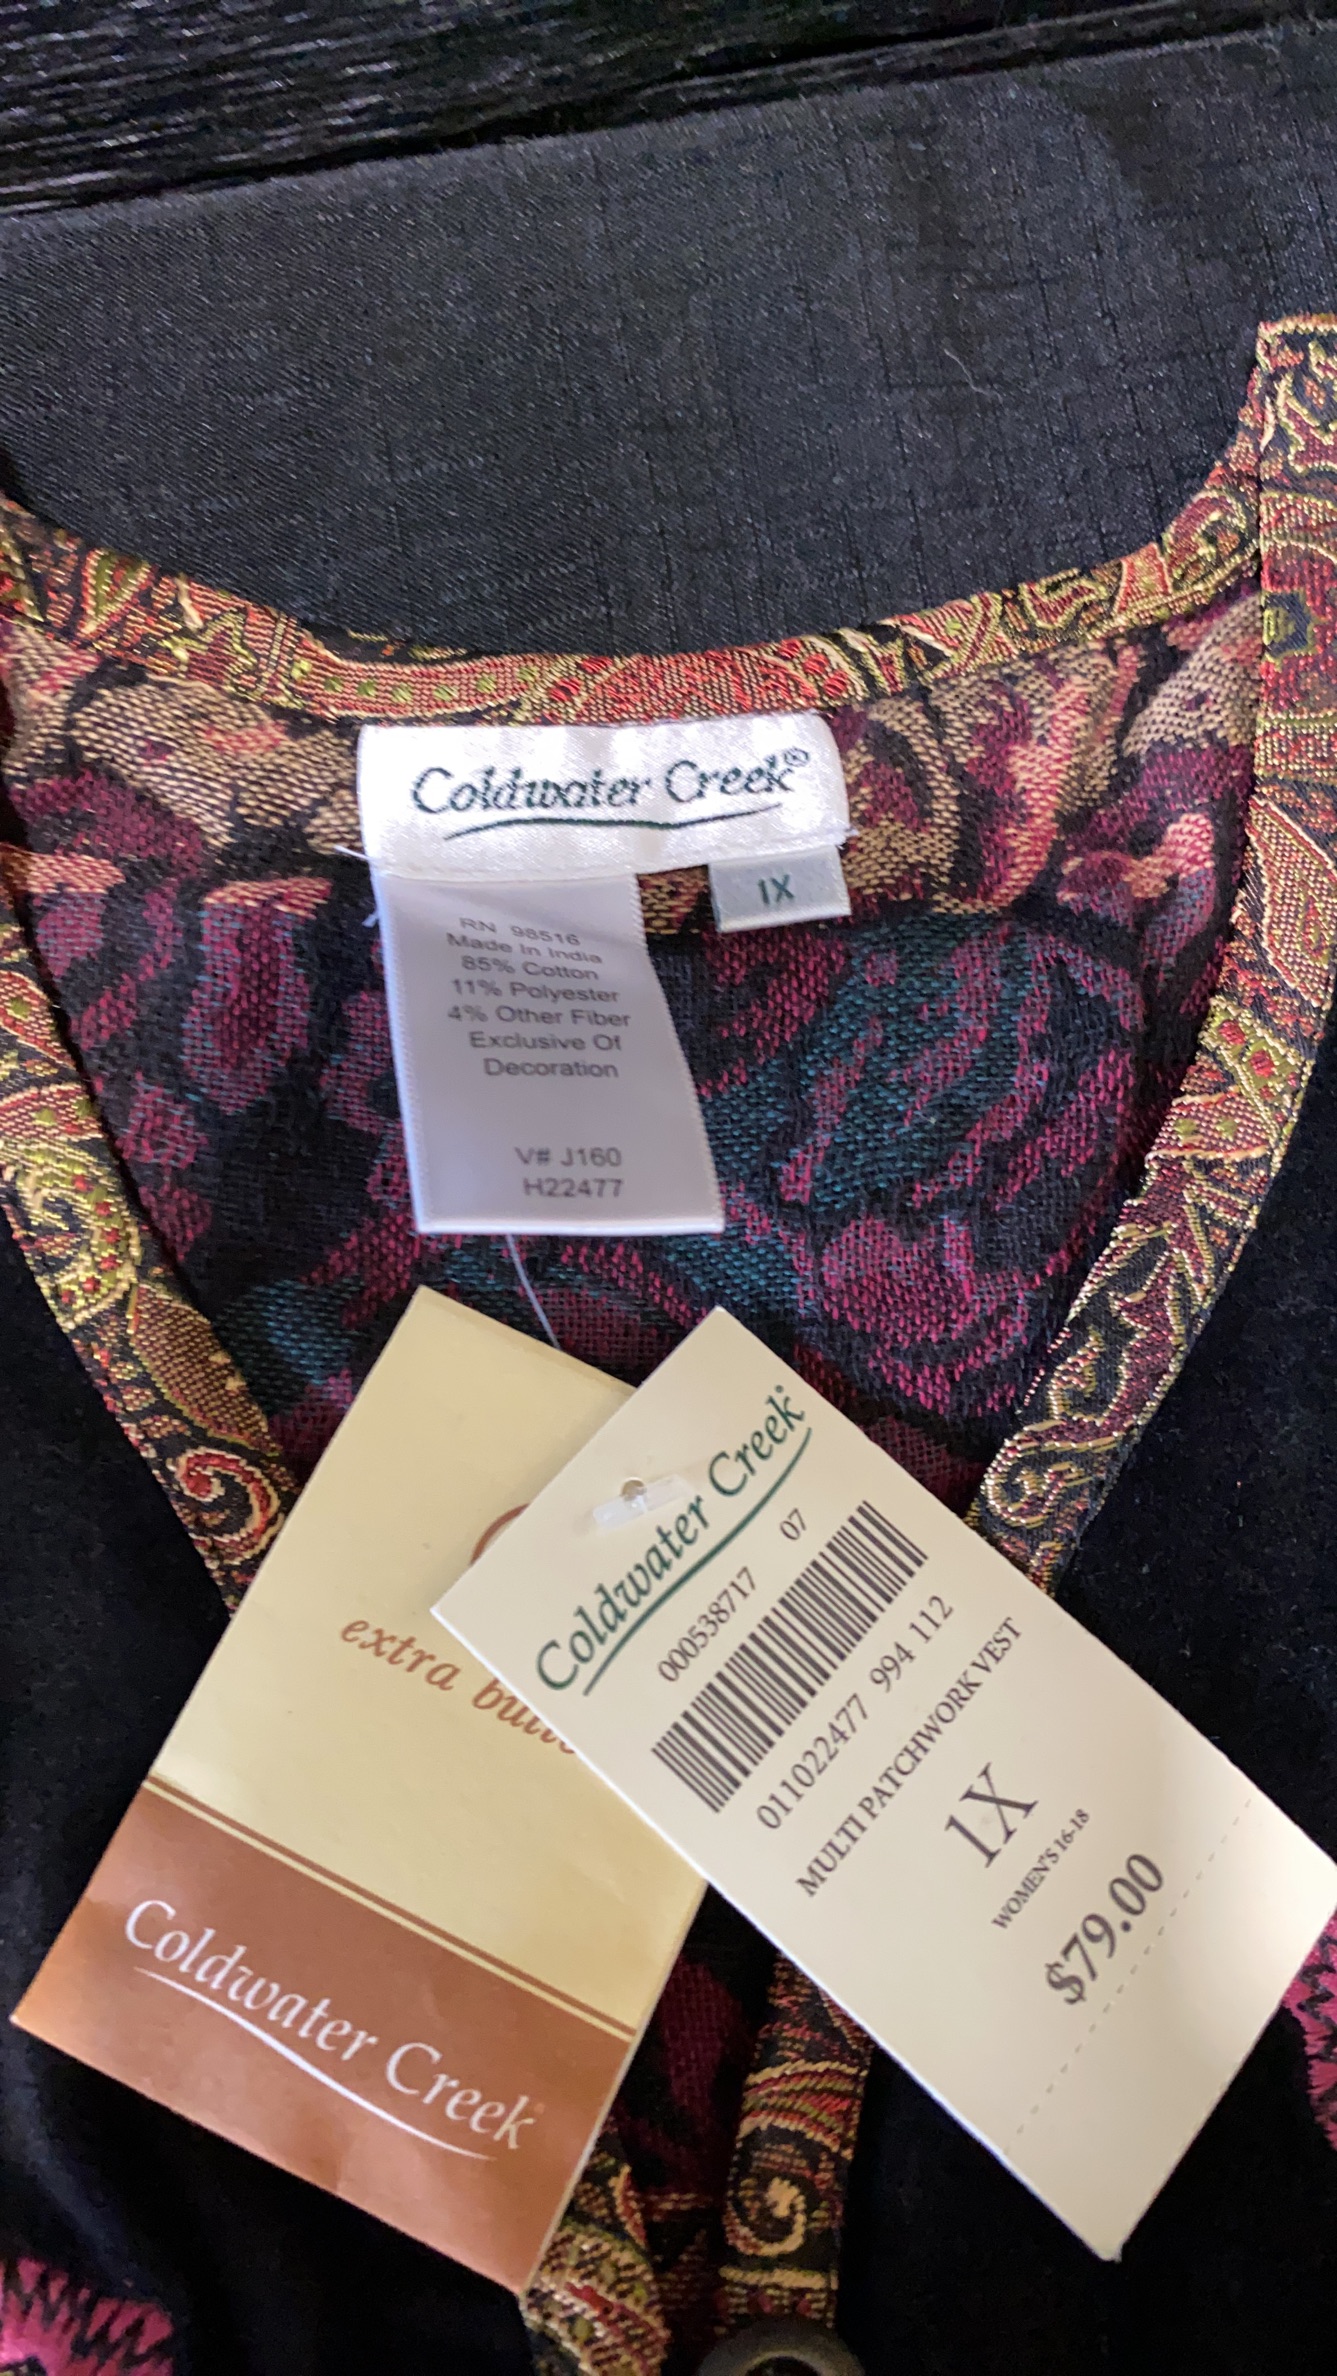 Coldwater Creek®
1X
RN 98516
Made In India
85% Cotton
11% Polyester
4% Other Fiber
Exclusive Of
Decoration
V# J160
H22477
extra
Coldwater Creek
Coldwater Creek
000538717 07
011022477 994 112
MULTI PATCHWORK VEST
1X
WOMEN'S 16-18
$79.00